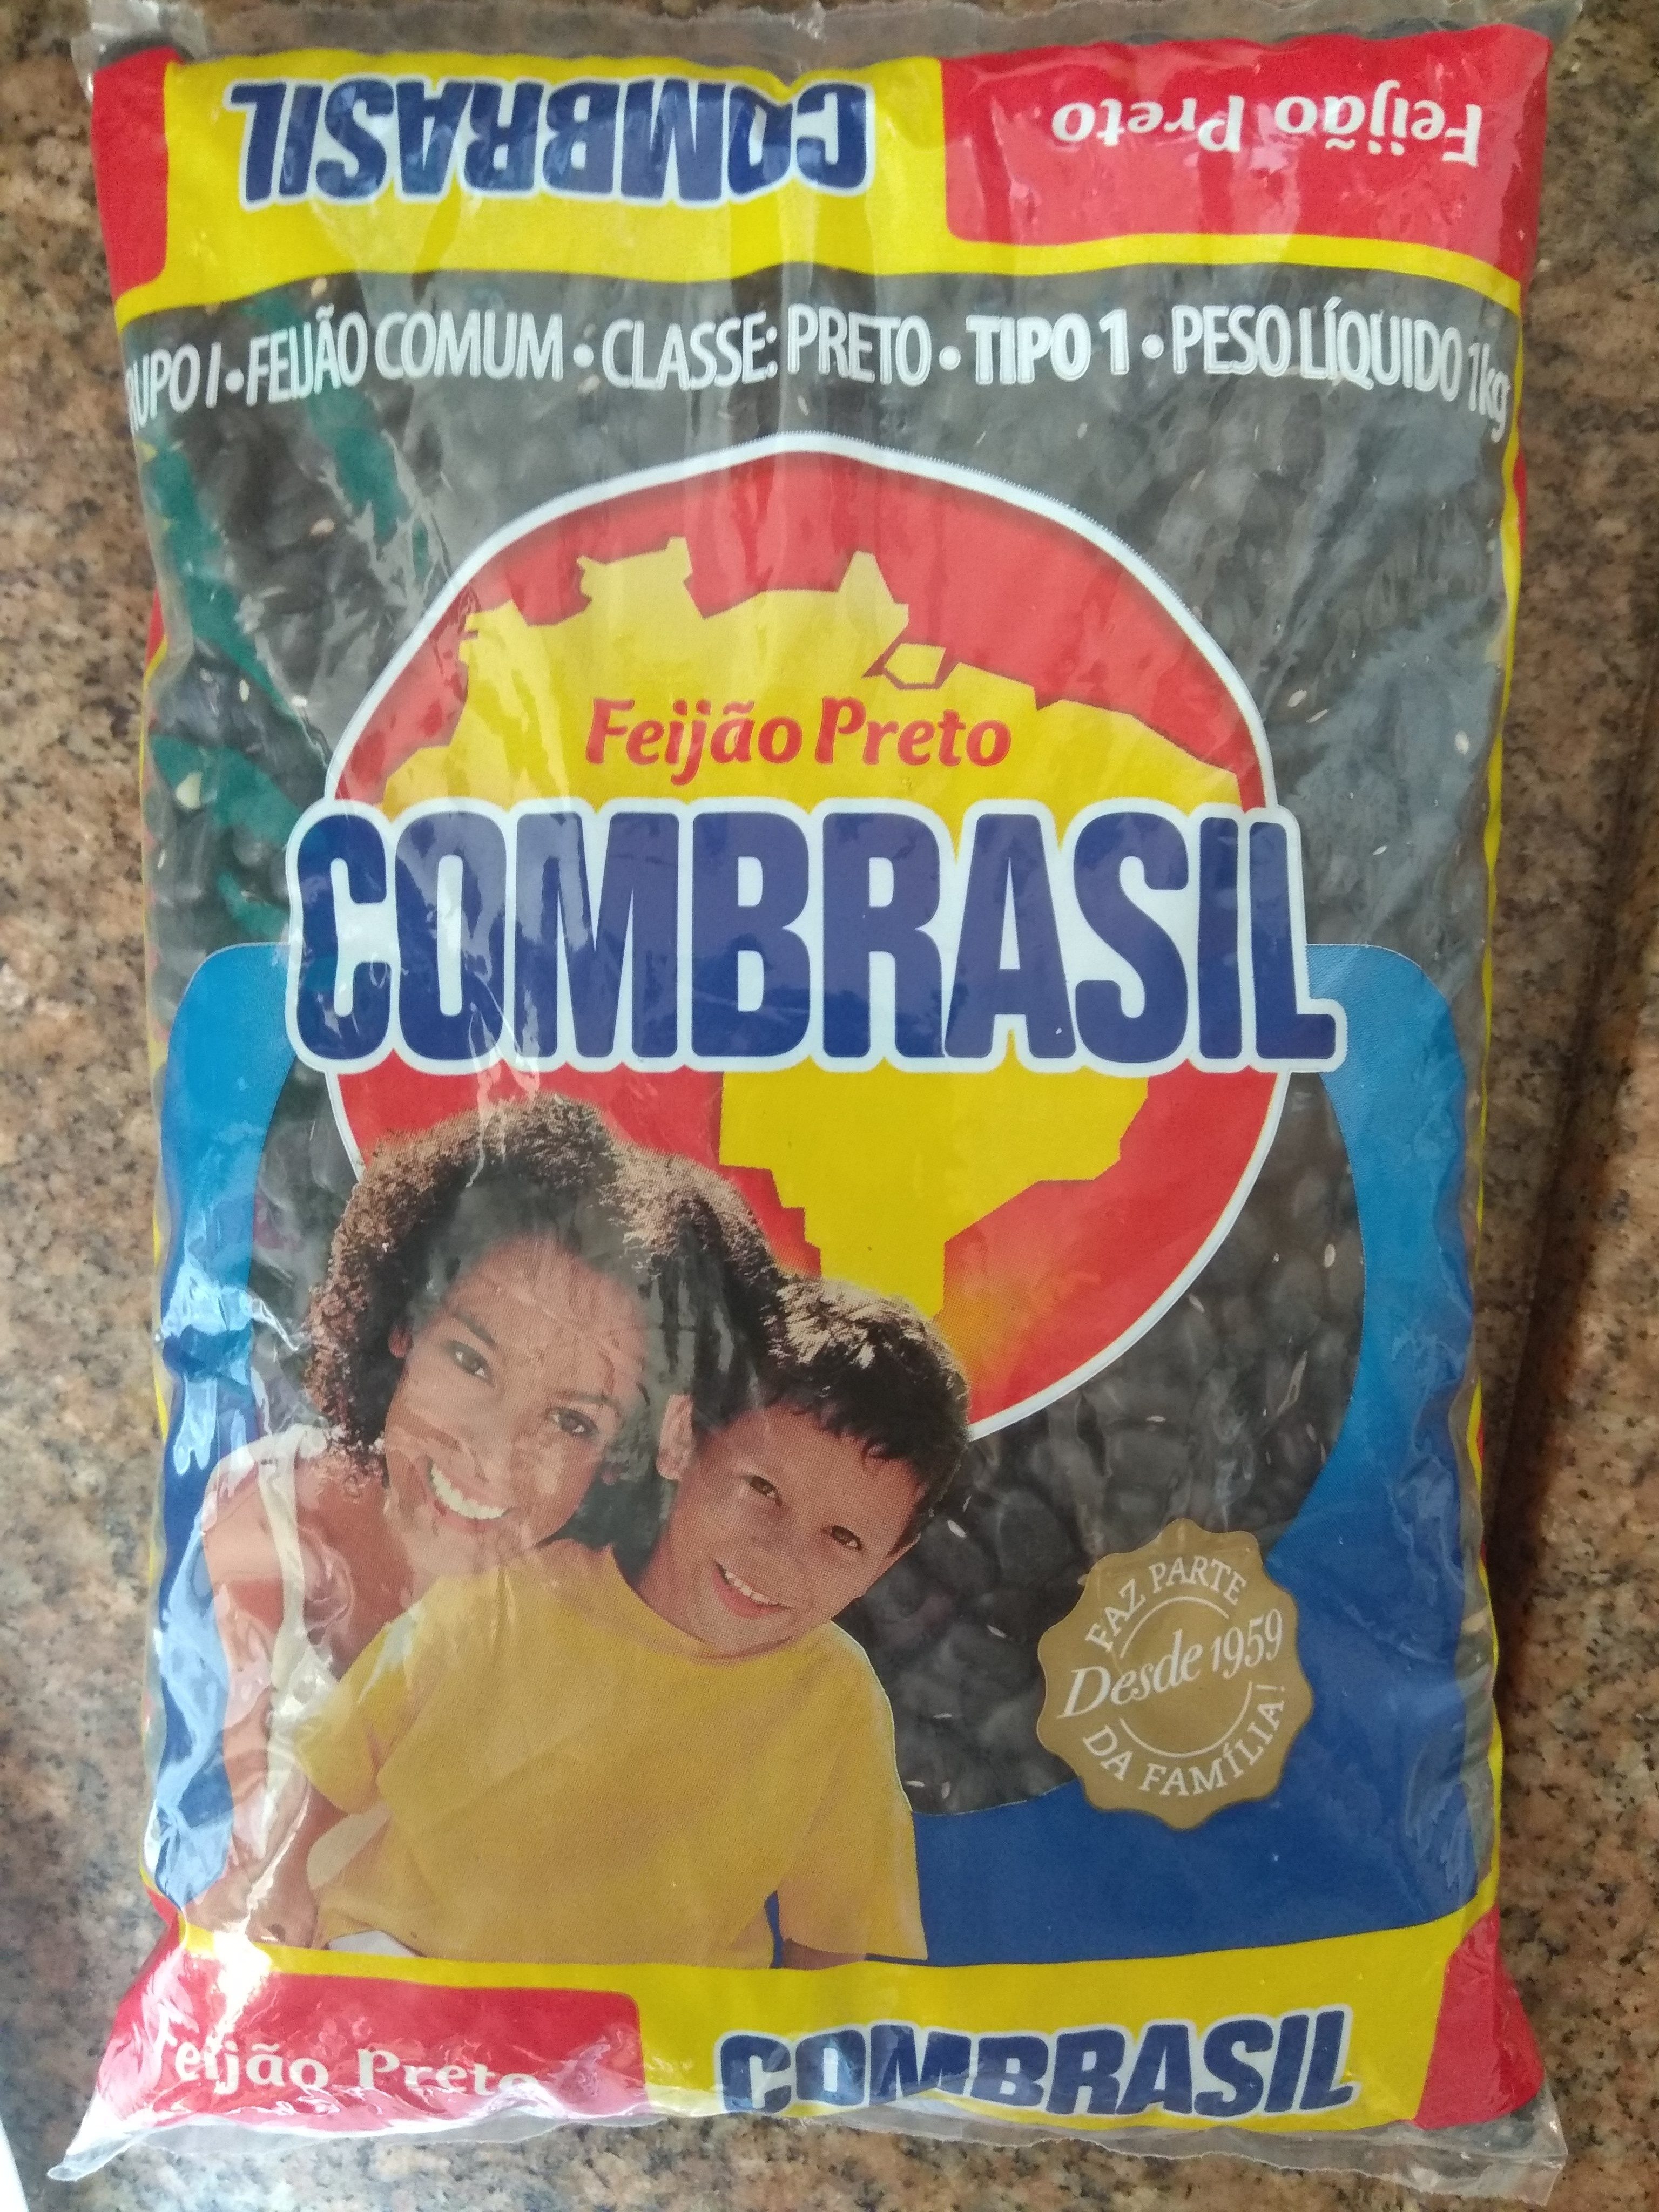 COMBRASIL
Feijão Preto
RUPO I • FEIJÃO COMUM • CLASSE: PRETO • TIPO 1 • PESO LÍQUIDO 1kg
Feijão Preto
COMBRASIL
FAZ PARTE
Desde 1959
DA FAMÍLIA!
Feijão Preto
COMBRASIL